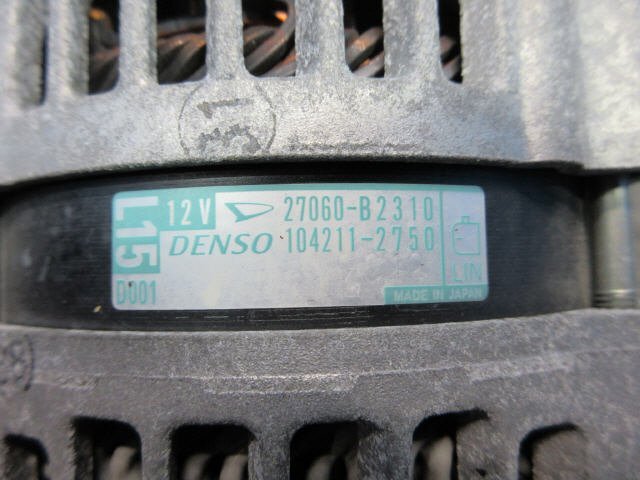 L15
12V 27060-B2310
DENSO 104211-2750
LIN
D001
MADE IN JAPAN